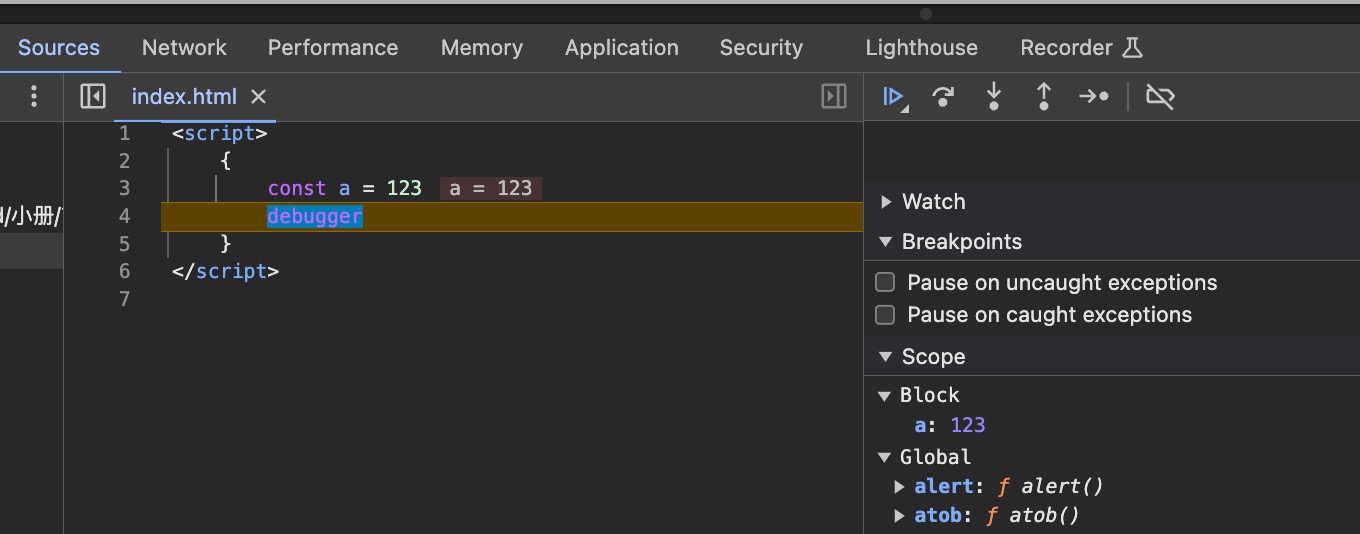 Sources Network Performance Memory Application Security Lighthouse Recorder
index.html
1 <script>
2 {
3 const a = 123 a = 123
4 debugger
5 }
6 </script>
7
/小册/
Watch
Breakpoints
Pause on uncaught exceptions
Pause on caught exceptions
Scope
Block
a: 123
Global
alert: ƒ alert()
atob: ƒ atob()